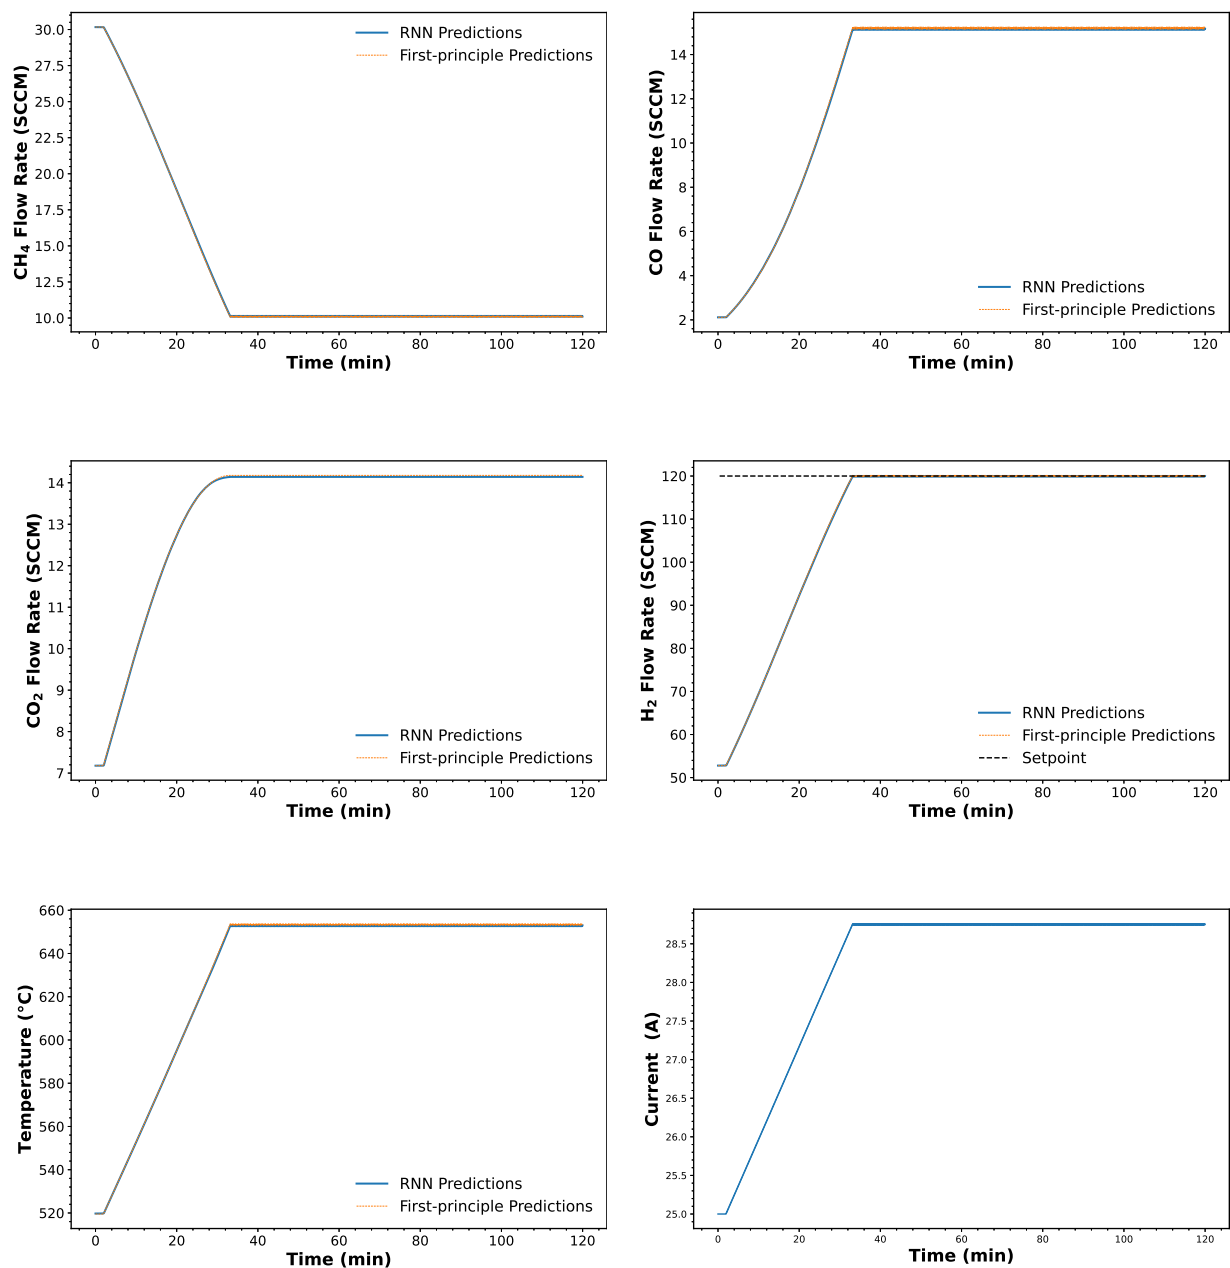 30.0
27.5
25.0
22.5
20.0
17.5
15.0
12.5
10.0
CH₄ Flow Rate (SCCM)
RNN Predictions
First-principle Predictions
0 20 40 60 80 100 120
Time (min)
14
12
10
8
6
4
2
CO Flow Rate (SCCM)
RNN Predictions
First-principle Predictions
0 20 40 60 80 100 120
Time (min)
14
13
12
11
10
9
8
7
CO₂ Flow Rate (SCCM)
RNN Predictions
First-principle Predictions
0 20 40 60 80 100 120
Time (min)
120
110
100
90
80
70
60
50
H₂ Flow Rate (SCCM)
RNN Predictions
First-principle Predictions
Setpoint
0 20 40 60 80 100 120
Time (min)
660
640
620
600
580
560
540
520
Temperature (°C)
RNN Predictions
First-principle Predictions
0 20 40 60 80 100 120
Time (min)
28.5
28.0
27.5
27.0
26.5
26.0
25.5
25.0
Current (A)
0 20 40 60 80 100 120
Time (min)